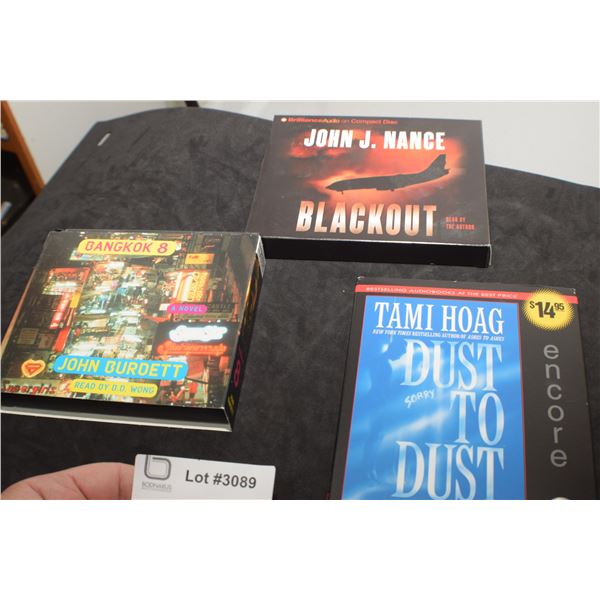 BrillianceAudio on Compact Disc
JOHN J. NANCE
BLACKOUT
READ BY
THE AUTHOR
BANGKOK 8
A NOVEL
JOHN BURDETT
READ BY B.D. WONG
BESTSELLING AUDIOBOOKS AT THE BEST PRICE
$14.95
TAMI HOAG
NEW YORK TIMES BESTSELLING AUTHOR OF ASHES TO ASHES
DUST
SORRY
TO
DUST
encore
Lot #3089